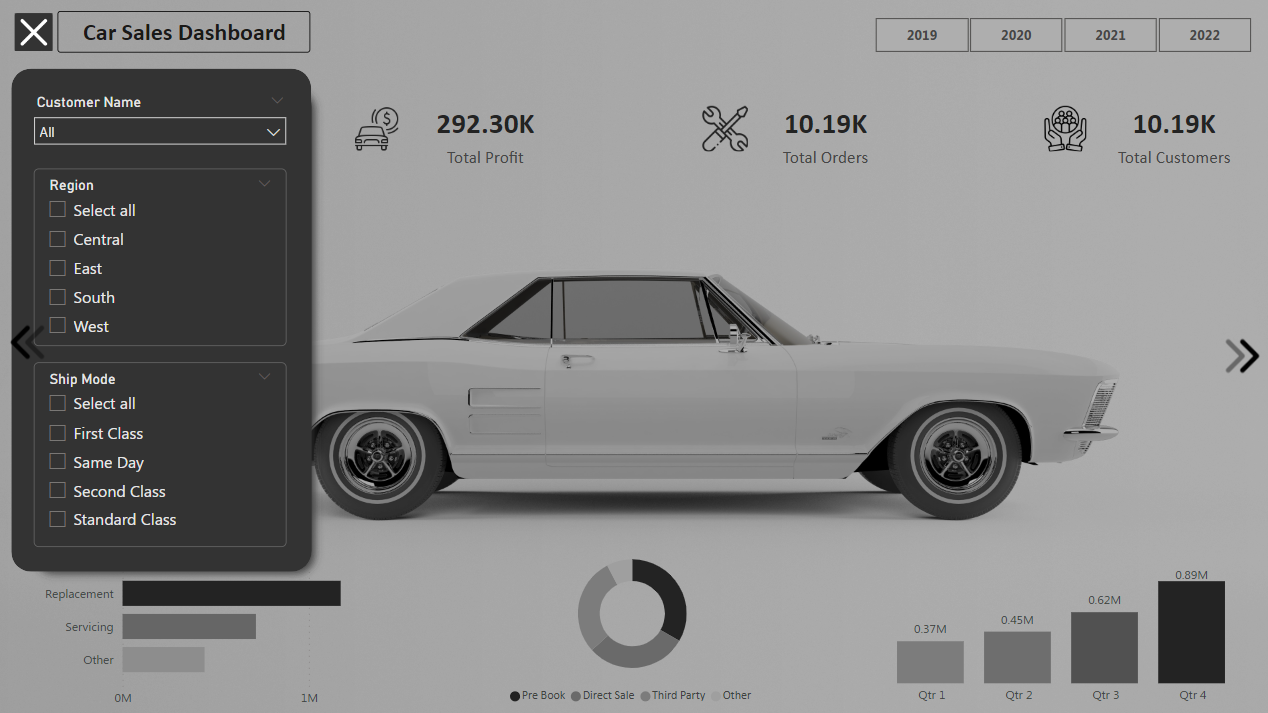 Car Sales Dashboard
2019
2020
2021
2022
Customer Name
All
292.30K
Total Profit
10.19K
Total Orders
10.19K
Total Customers
Region
Select all
Central
East
South
West
Ship Mode
Select all
First Class
Same Day
Second Class
Standard Class
Replacement
Servicing
Other
0M
1M
Pre Book
Direct Sale
Third Party
Other
0.37M
0.45M
0.62M
0.89M
Qtr 1
Qtr 2
Qtr 3
Qtr 4